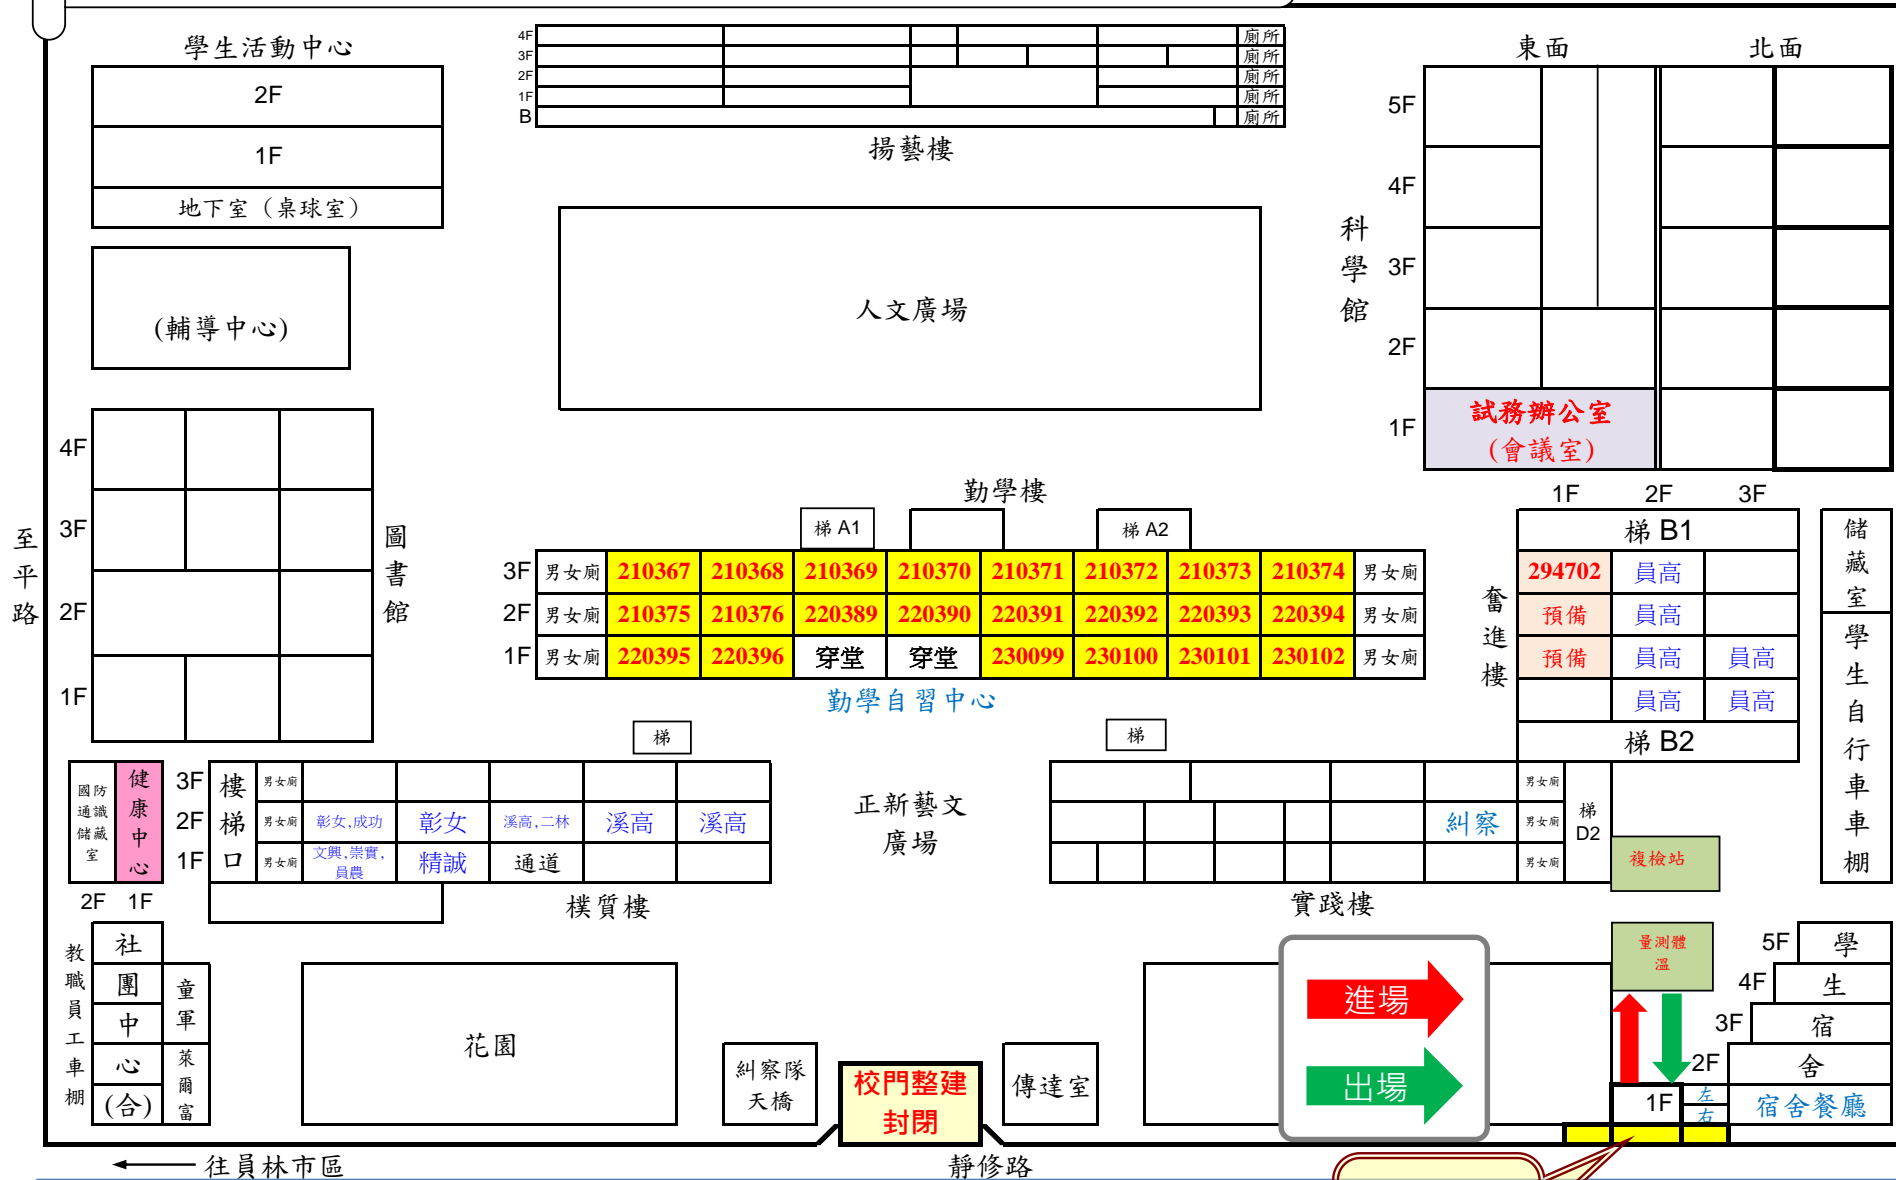 學生活動中心
2F
1F
地下室（桌球室）
(輔導中心)
4F 廁所
3F 廁所
2F 廁所
1F 廁所
B 廁所
揚藝樓
人文廣場
東面 北面
5F
4F
3F
2F
1F
科學館
試務辦公室
(會議室)
至平路
4F
3F
2F
1F
圖書館
勤學樓
梯 A1
梯 A2
3F 男女廁 210367 210368 210369 210370 210371 210372 210373 210374 男女廁
2F 男女廁 210375 210376 220389 220390 220391 220392 220393 220394 男女廁
1F 男女廁 220395 220396 穿堂 穿堂 230099 230100 230101 230102 男女廁
勤學自習中心
1F 2F 3F
梯 B1
294702 員高
預備 員高
預備 員高 員高
員高 員高
梯 B2
奮進樓
儲藏室
學生自行車車棚
國防
通識
儲藏
室
健康中心
2F 1F
梯
3F 男女廁
2F 男女廁 彰女,成功 彰女 溪高,二林 溪高 溪高
1F 男女廁 文興,崇實,
員農 精誠 通道
樓梯口
樸質樓
正新藝文
廣場
梯
男女廁
糾察 男女廁
男女廁
梯
D2
實踐樓
複檢站
量測體
溫
教職員工車棚
社團中心(合)
童軍
萊爾富
花園
糾察隊
天橋
校門整建
封閉
傳達室
進場
出場
5F 學
4F 生
3F 宿
2F 舍
1F 左
右
宿舍餐廳
往員林市區
靜修路